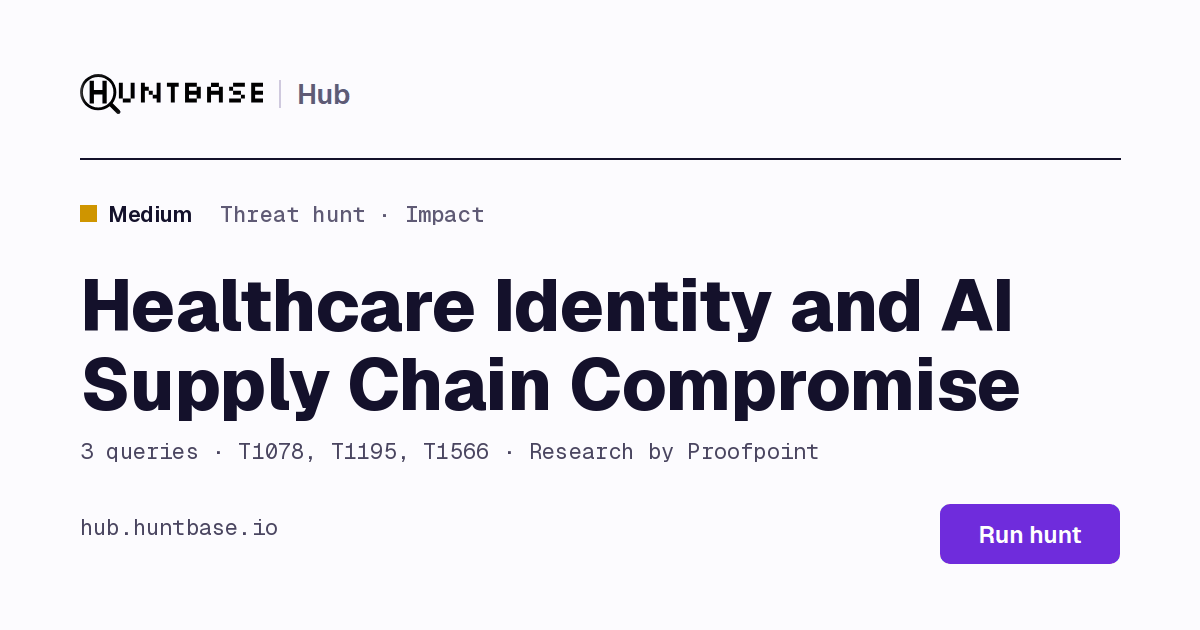 HUNTBASE Hub
Medium Threat hunt · Impact
Healthcare Identity and AI
Supply Chain Compromise
3 queries · T1078, T1195, T1566 · Research by Proofpoint
hub.huntbase.io
Run hunt